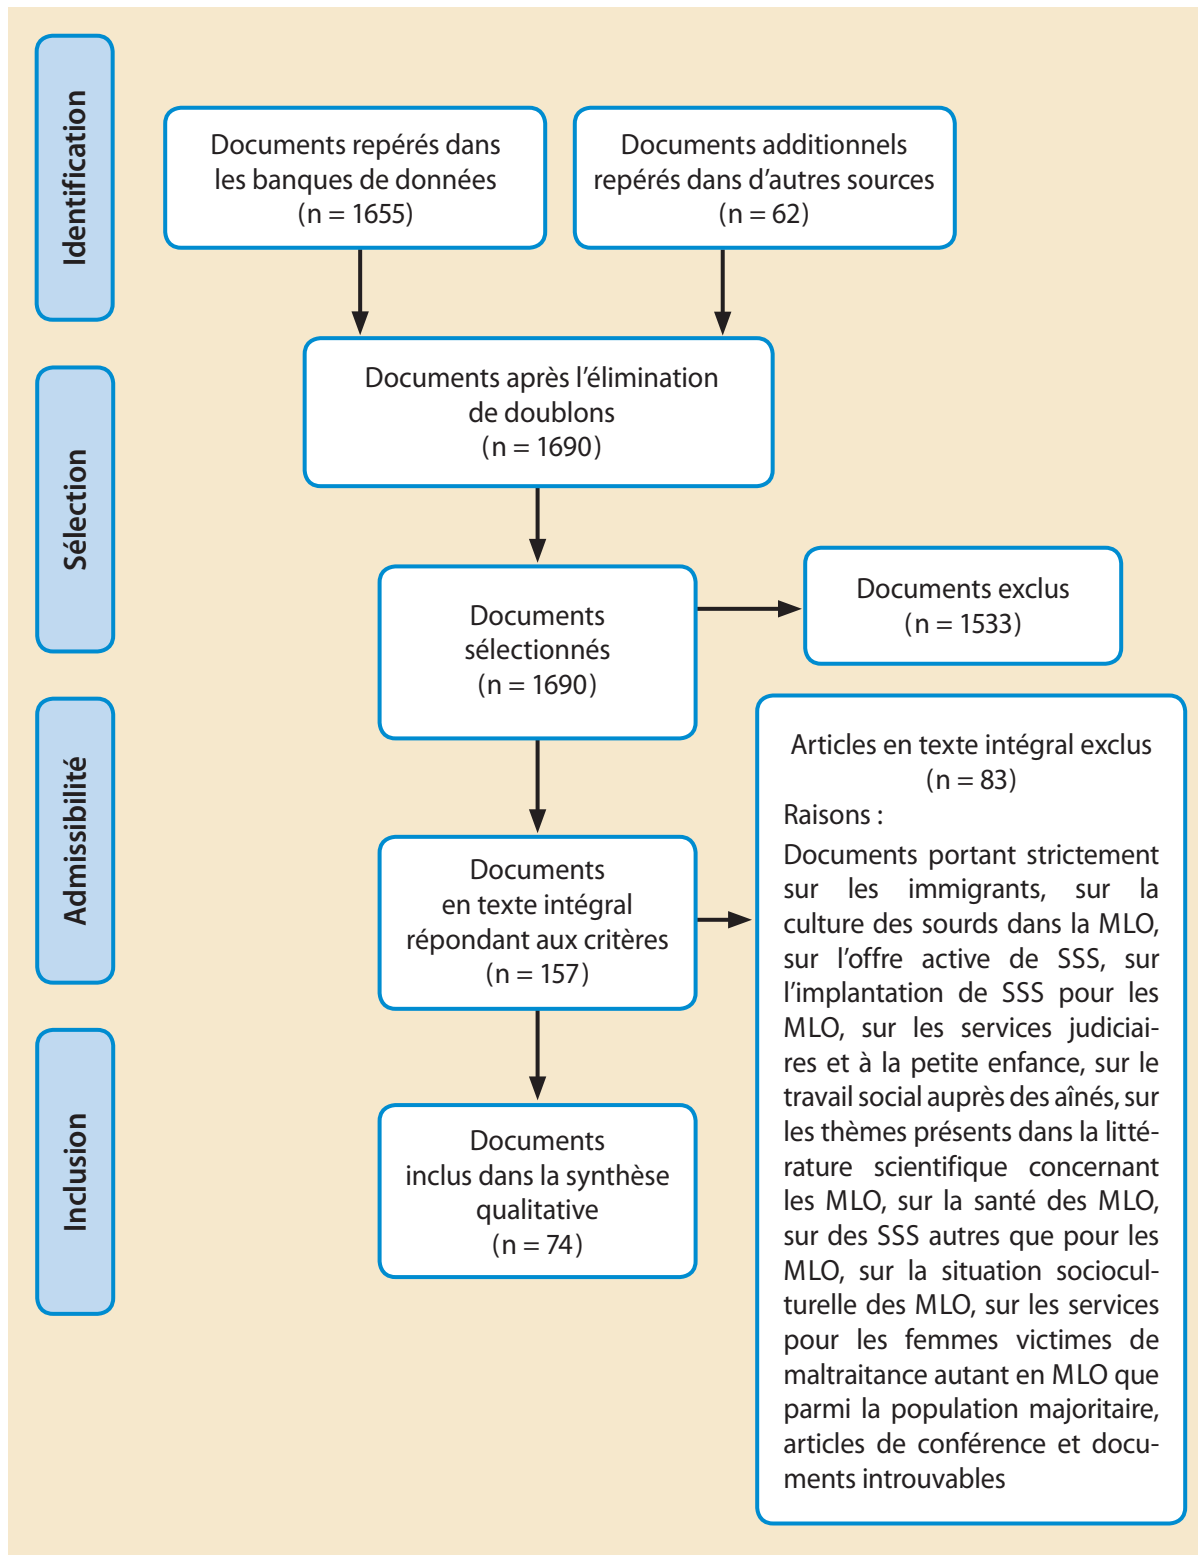 Identification
Documents repérés dans
les banques de données
(n = 1655)
Documents additionnels
repérés dans d’autres sources
(n = 62)
Sélection
Documents après l’élimination
de doublons
(n = 1690)
Documents
sélectionnés
(n = 1690)
Documents exclus
(n = 1533)
Admissibilité
Documents
en texte intégral
répondant aux critères
(n = 157)
Articles en texte intégral exclus
(n = 83)
Raisons :
Documents portant strictement
sur les immigrants, sur la
culture des sourds dans la MLO,
sur l’offre active de SSS, sur
l’implantation de SSS pour les
MLO, sur les services judiciai-
res et à la petite enfance, sur le
travail social auprès des aînés, sur
les thèmes présents dans la litté-
rature scientifique concernant
les MLO, sur la santé des MLO,
sur des SSS autres que pour les
MLO, sur la situation sociocul-
turelle des MLO, sur les services
pour les femmes victimes de
maltraitance autant en MLO que
parmi la population majoritaire,
articles de conférence et docu-
ments introuvables
Inclusion
Documents
inclus dans la synthèse
qualitative
(n = 74)